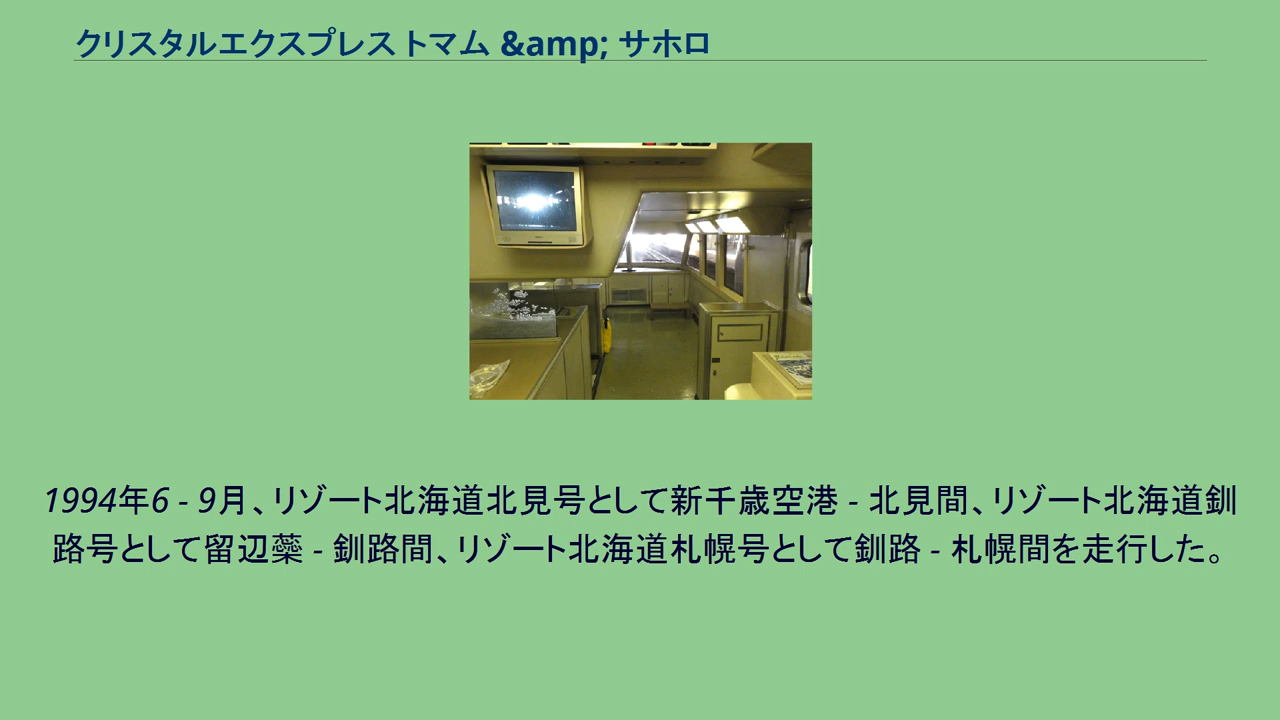 クリスタルエクスプレス トマム &amp; サホロ
1994年6 - 9月、リゾート北海道北見号として新千歳空港 - 北見間、リゾート北海道釧
路号として留辺蘂 - 釧路間、リゾート北海道札幌号として釧路 - 札幌間を走行した。